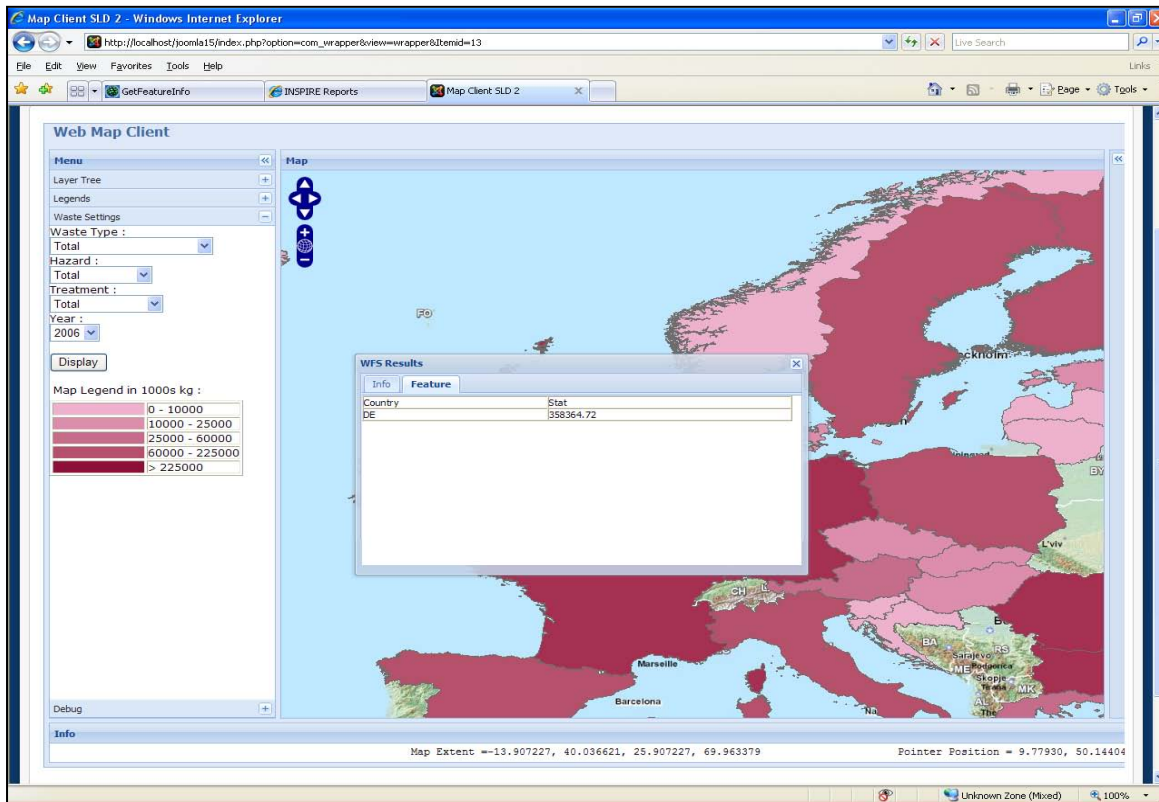 Map Client SLD 2 - Windows Internet Explorer
http://localhost/joomla15/index.php?option=com_wrapper&view=wrapper&Itemid=13
Live Search
File Edit View Favorites Tools Help
Links
GetFeatureInfo
INSPIRE Reports
Map Client SLD 2
Page
Tools
Web Map Client
Menu
Map
Layer Tree
Legends
Waste Settings
Waste Type :
Total
Hazard :
Total
Treatment :
Total
Year :
2006
Display
Map Legend in 1000s kg :
0 - 10000
10000 - 25000
25000 - 60000
60000 - 225000
> 225000
FO
WFS Results
Info
Feature
Country Stat
DE 358364.72
BY
L'viv
CH
L
BA
Sarajevo
RS
ME
Podgorica
Skopje
MK
AL
The
Marseille
Barcelona
Na
Debug
Info
Map Extent =-13.907227, 40.036621, 25.907227, 69.963379
Pointer Position = 9.77930, 50.14404
Unknown Zone (Mixed)
100%